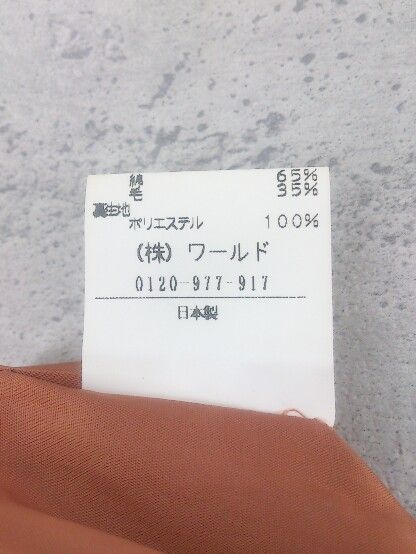 綿 65%
毛 35%
裏生地
ポリエステル 100%
(株) ワールド
0120-977-917
日本製